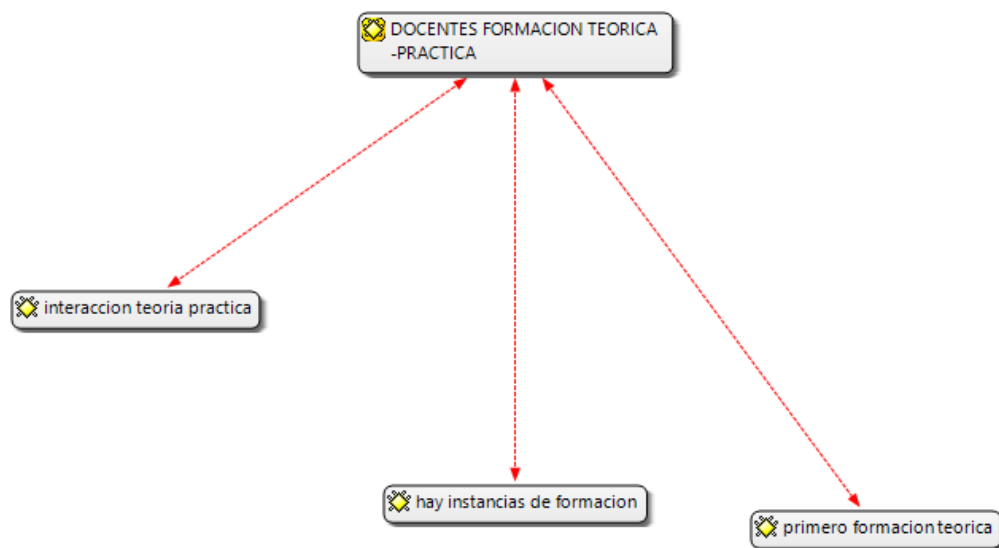 DOCENTES FORMACION TEORICA
-PRACTICA
interaccion teoria practica
hay instancias de formacion
primero formacion teorica